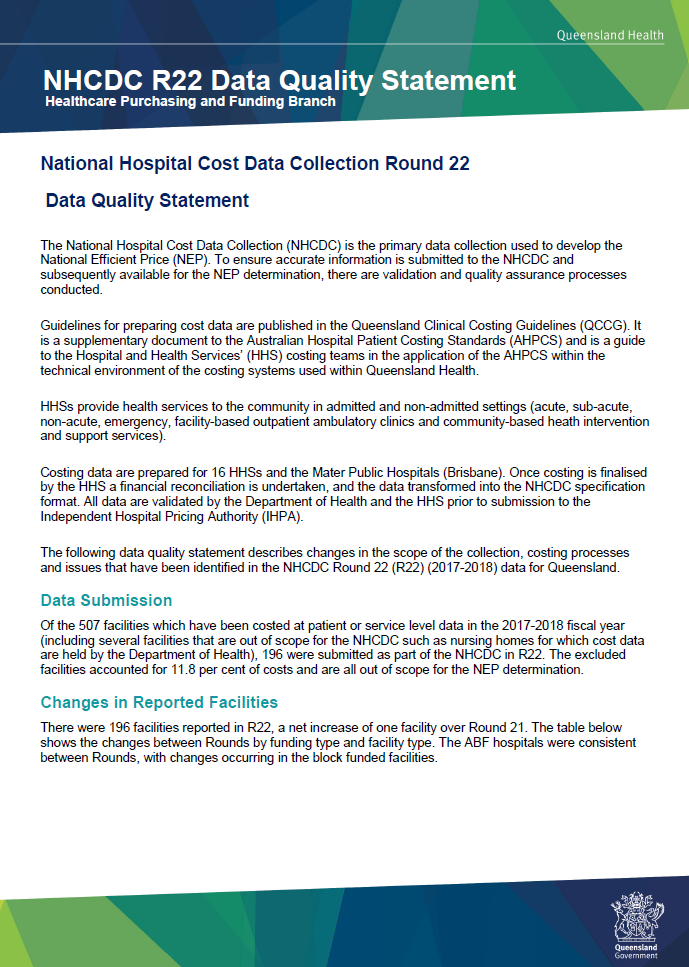 Queensland Health
NHCDC R22 Data Quality Statement
Healthcare Purchasing and Funding Branch
National Hospital Cost Data Collection Round 22
Data Quality Statement
The National Hospital Cost Data Collection (NHCDC) is the primary data collection used to develop the
National Efficient Price (NEP). To ensure accurate information is submitted to the NHCDC and
subsequently available for the NEP determination, there are validation and quality assurance processes
conducted.
Guidelines for preparing cost data are published in the Queensland Clinical Costing Guidelines (QCCG). It
is a supplementary document to the Australian Hospital Patient Costing Standards (AHPCS) and is a guide
to the Hospital and Health Services' (HHS) costing teams in the application of the AHPCS within the
technical environment of the costing systems used within Queensland Health.
HHSs provide health services to the community in admitted and non-admitted settings (acute, sub-acute,
non-acute, emergency, facility-based outpatient ambulatory clinics and community-based heath intervention
and support services).
Costing data are prepared for 16 HHSs and the Mater Public Hospitals (Brisbane). Once costing is finalised
by the HHS a financial reconciliation is undertaken, and the data transformed into the NHCDC specification
format. All data are validated by the Department of Health and the HHS prior to submission to the
Independent Hospital Pricing Authority (IHPA).
The following data quality statement describes changes in the scope of the collection, costing processes
and issues that have been identified in the NHCDC Round 22 (R22) (2017-2018) data for Queensland.
Data Submission
Of the 507 facilities which have been costed at patient or service level data in the 2017-2018 fiscal year
(including several facilities that are out of scope for the NHCDC such as nursing homes for which cost data
are held by the Department of Health), 196 were submitted as part of the NHCDC in R22. The excluded
facilities accounted for 11.8 per cent of costs and are all out of scope for the NEP determination.
Changes in Reported Facilities
There were 196 facilities reported in R22, a net increase of one facility over Round 21. The table below
shows the changes between Rounds by funding type and facility type. The ABF hospitals were consistent
between Rounds, with changes occurring in the block funded facilities.
Queensland
Government